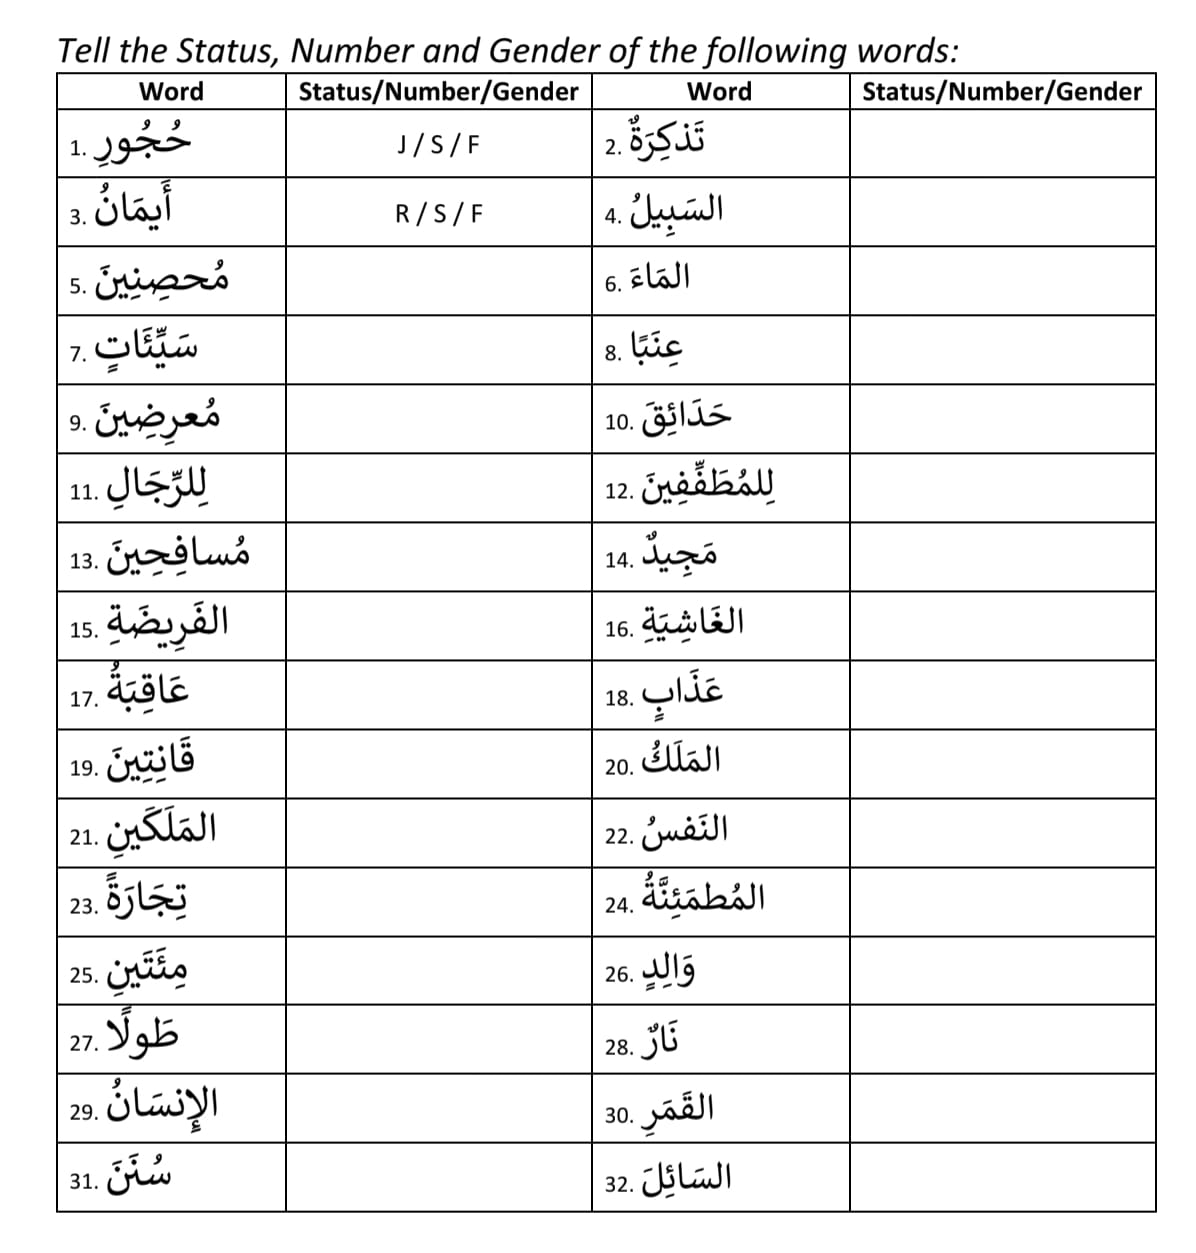 Tell the Status, Number and Gender of the following words:
Word Status/Number/Gender Word Status/Number/Gender
1. حُجُورِ J / S / F 2. تَذكِرَةٌ
3. أَيمَانُ R / S / F 4. السَبِيلُ
5. مُحصِنِينَ 6. المَاءَ
7. سَيِّئَاتٍ 8. عِنَبًا
9. مُعرِضِينَ 10. حَدَائِقَ
11. لِلرِّجَالِ 12. لِلمُطَفِّفِينَ
13. مُسافِحِينَ 14. مَجِيدٌ
15. الفَرِيضَةِ 16. الغَاشِيَةِ
17. عَاقِبَةُ 18. عَذَابٍ
19. قَانِتِينَ 20. المَلَكُ
21. المَلَكَينِ 22. النَفسُ
23. تِجَارَةً 24. المُطمَئِنَّةُ
25. مِئَتَينِ 26. وَالِدٍ
27. طَولًا 28. نَارٌ
29. الإِنسَانُ 30. القَمَرِ
31. سُنَنَ 32. السَائِلَ